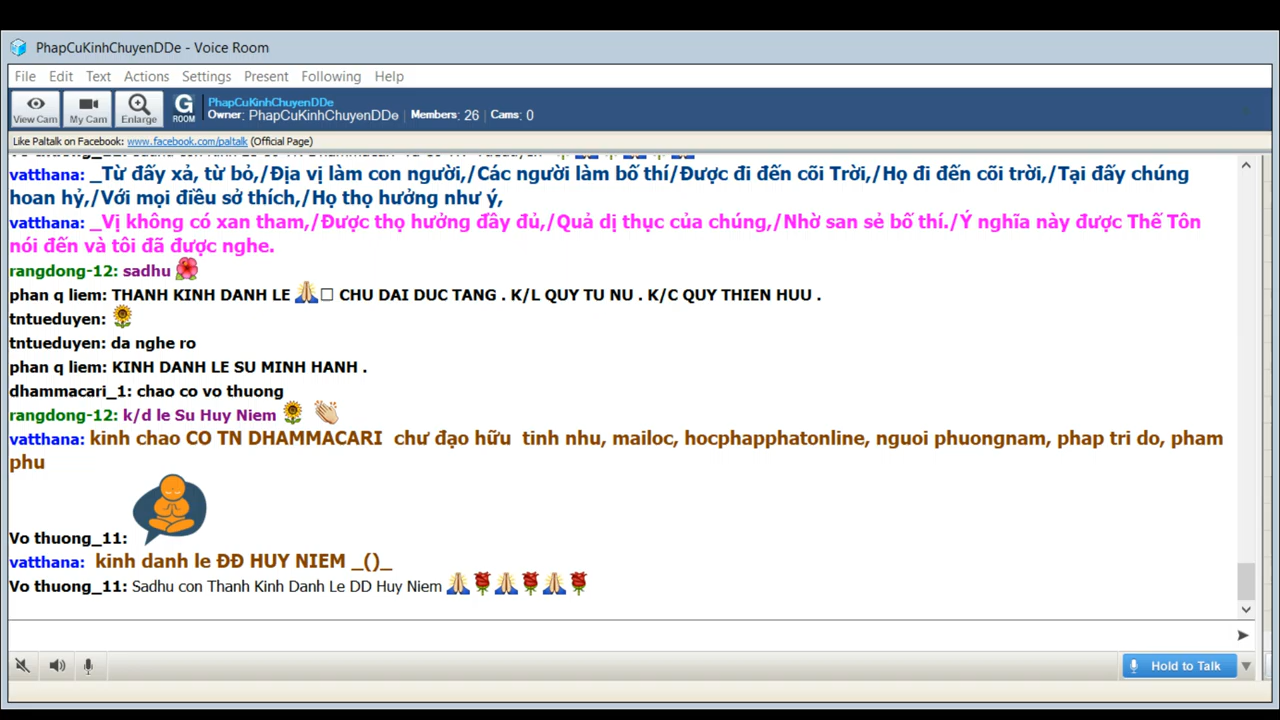 PhapCuKinhChuyenDDe - Voice Room
File Edit Text Actions Settings Present Following Help
View Cam My Cam Enlarge G ROOM
PhapCuKinhChuyenDDe
Owner: PhapCuKinhChuyenDDe Members: 26 Cams: 0
Like Paltalk on Facebook: www.facebook.com/paltalk (Official Page)
vatthana: _Từ đấy xả, từ bỏ,/Địa vị làm con người,/Các người làm bố thí/Được đi đến cõi Trời,/Họ đi đến cõi trời,/Tại đấy chúng
hoan hỷ,/Với mọi điều sở thích,/Họ thọ hưởng như ý,
vatthana: _Vị không có xan tham,/Được thọ hưởng đầy đủ,/Quả dị thục của chúng,/Nhờ san sẻ bố thí./Ý nghĩa này được Thế Tôn
nói đến và tôi đã được nghe.
rangdong-12: sadhu
phan q liem: THANH KINH DANH LE CHU DAI DUC TANG . K/L QUY TU NU . K/C QUY THIEN HUU .
tntueduyen:
tntueduyen: da nghe ro
phan q liem: KINH DANH LE SU MINH HANH .
dhammacari_1: chao co vo thuong
rangdong-12: k/d le Su Huy Niem
vatthana: kinh chao CO TN DHAMMACARI chư đạo hữu tinh nhu, mailoc, hocphapphatonline, nguoi phuongnam, phap tri do, pham
phu
Vo thuong_11:
vatthana: kinh danh le ĐĐ HUY NIEM _()_
Vo thuong_11: Sadhu con Thanh Kinh Danh Le DD Huy Niem
Hold to Talk